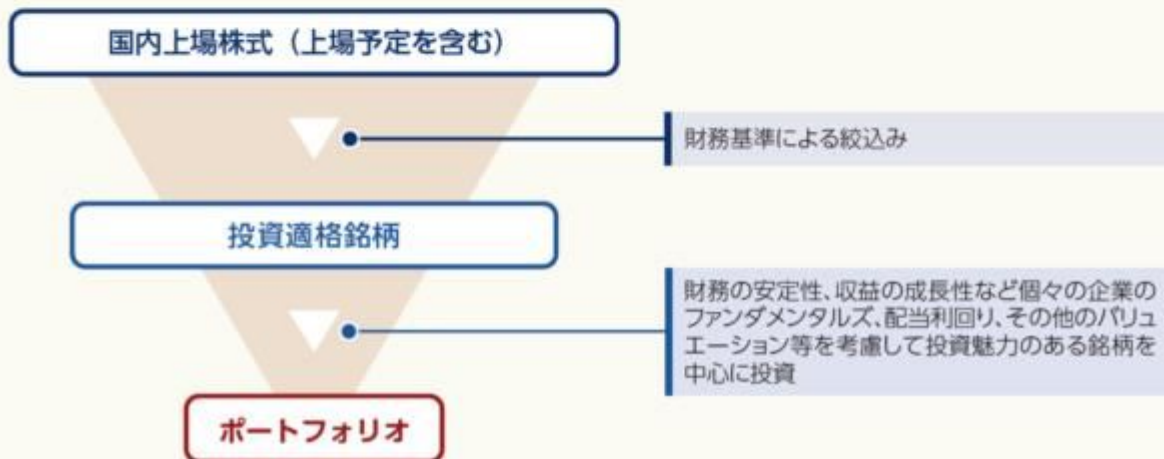 国内上場株式（上場予定を含む）
財務基準による絞込み
投資適格銘柄
財務の安定性、収益の成長性など個々の企業の
ファンダメンタルズ、配当利回り、その他のバリュ
エーション等を考慮して投資魅力のある銘柄を
中心に投資
ポートフォリオ